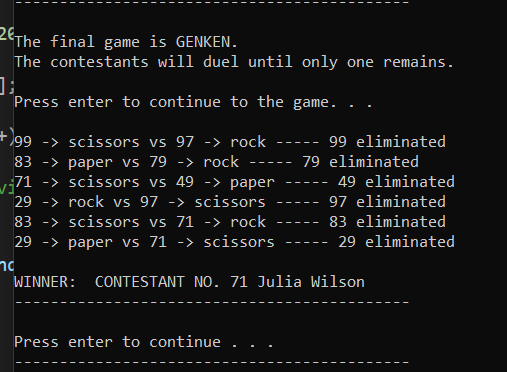 -------------------------------------------
The final game is GENKEN.
The contestants will duel until only one remains.
Press enter to continue to the game. . .
99 -> scissors vs 97 -> rock ----- 99 eliminated
83 -> paper vs 79 -> rock ----- 79 eliminated
71 -> scissors vs 49 -> paper ----- 49 eliminated
29 -> rock vs 97 -> scissors ----- 97 eliminated
83 -> scissors vs 71 -> rock ----- 83 eliminated
29 -> paper vs 71 -> scissors ----- 29 eliminated
WINNER:  CONTESTANT NO. 71 Julia Wilson
-------------------------------------------
Press enter to continue . . .
-------------------------------------------